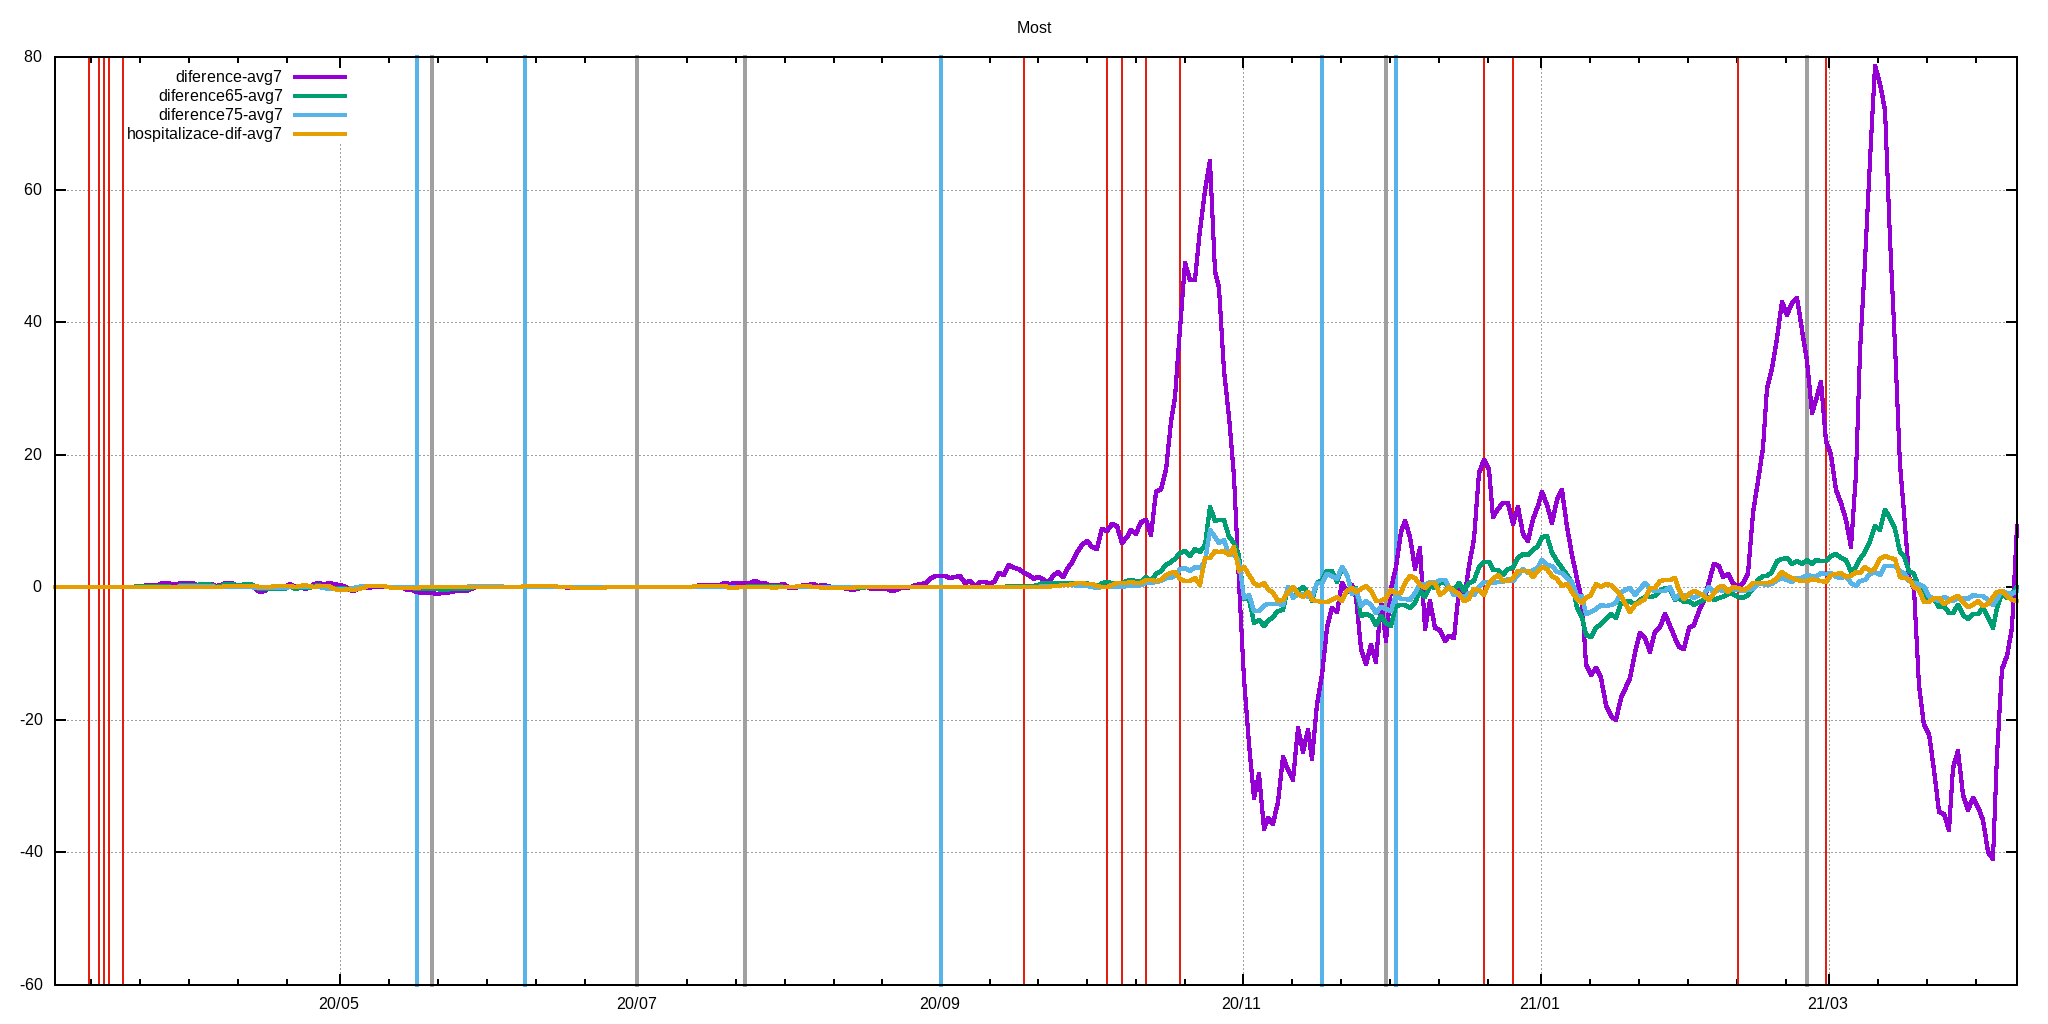 Most
diference-avg7
diference65-avg7
diference75-avg7
hospitalizace-dif-avg7
80
60
40
20
0
-20
-40
-60
20/05 20/07 20/09 20/11 21/01 21/03